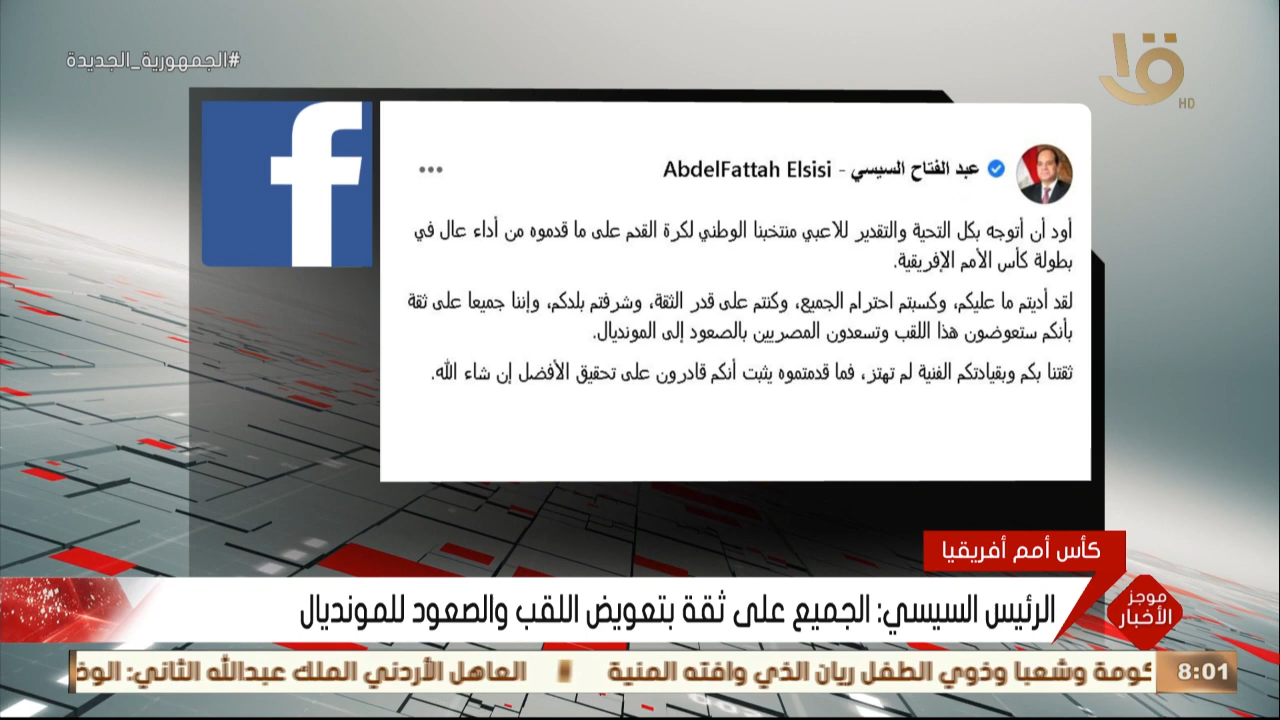 #الجمهورية_الجديدة
HD
عبد الفتاح السيسي - AbdelFattah Elsisi
أود أن أتوجه بكل التحية والتقدير للاعبي منتخبنا الوطني لكرة القدم على ما قدموه من أداء عال في
بطولة كأس الأمم الإفريقية.
لقد أديتم ما عليكم، وكسبتم احترام الجميع، وكنتم على قدر الثقة، وشرفتم بلدكم، وإننا جميعا على ثقة
بأنكم ستعوضون هذا اللقب وتسعدون المصريين بالصعود إلى المونديال.
ثقتنا بكم وبقيادتكم الفنية لم تهتز، فما قدمتموه يثبت أنكم قادرون على تحقيق الأفضل إن شاء الله.
كأس أمم أفريقيا
موجز
الأخبار
الرئيس السيسي: الجميع على ثقة بتعويض اللقب والصعود للمونديال
8:01
وشعبا وذوي الطفل ريان الذي وافته المنية
العاهل الأردني الملك عبدالله الثاني: